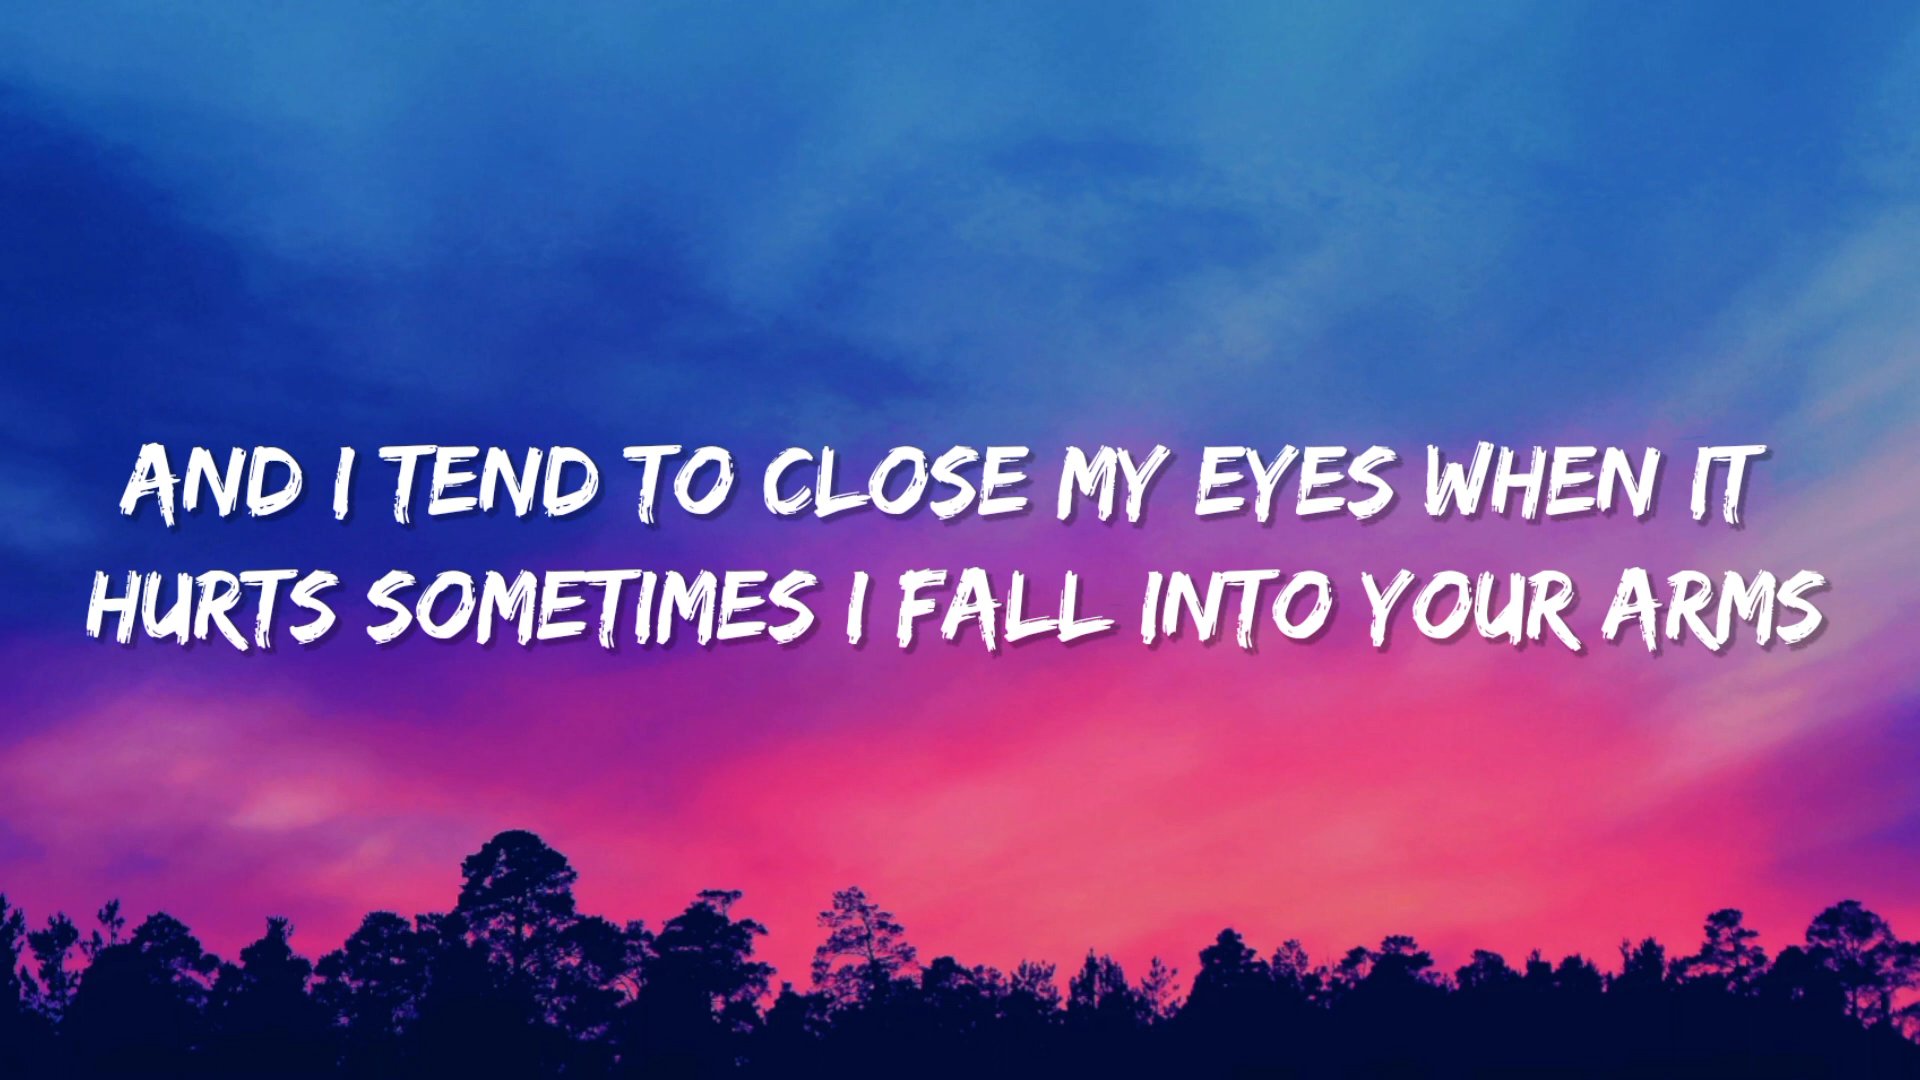 AND I TEND TO CLOSE MY EYES WHEN IT
HURTS SOMETIMES I FALL INTO YOUR ARMS